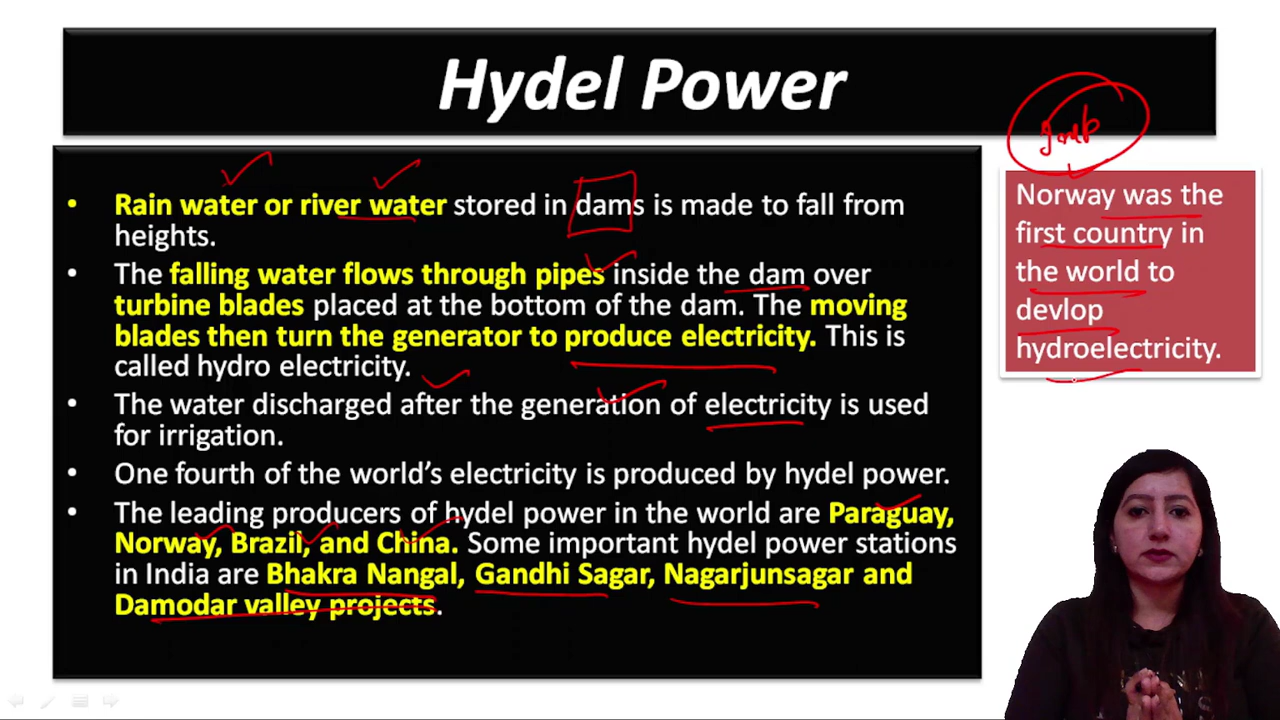 Hydel Power
• Rain water or river water stored in dams is made to fall from
heights.
• The falling water flows through pipes inside the dam over
turbine blades placed at the bottom of the dam. The moving
blades then turn the generator to produce electricity. This is
called hydro electricity.
• The water discharged after the generation of electricity is used
for irrigation.
• One fourth of the world's electricity is produced by hydel power.
• The leading producers of hydel power in the world are Paraguay,
Norway, Brazil, and China. Some important hydel power stations
in India are Bhakra Nangal, Gandhi Sagar, Nagarjunsagar and
Damodar valley projects.
Norway was the
first country in
the world to
devlop
hydroelectricity.